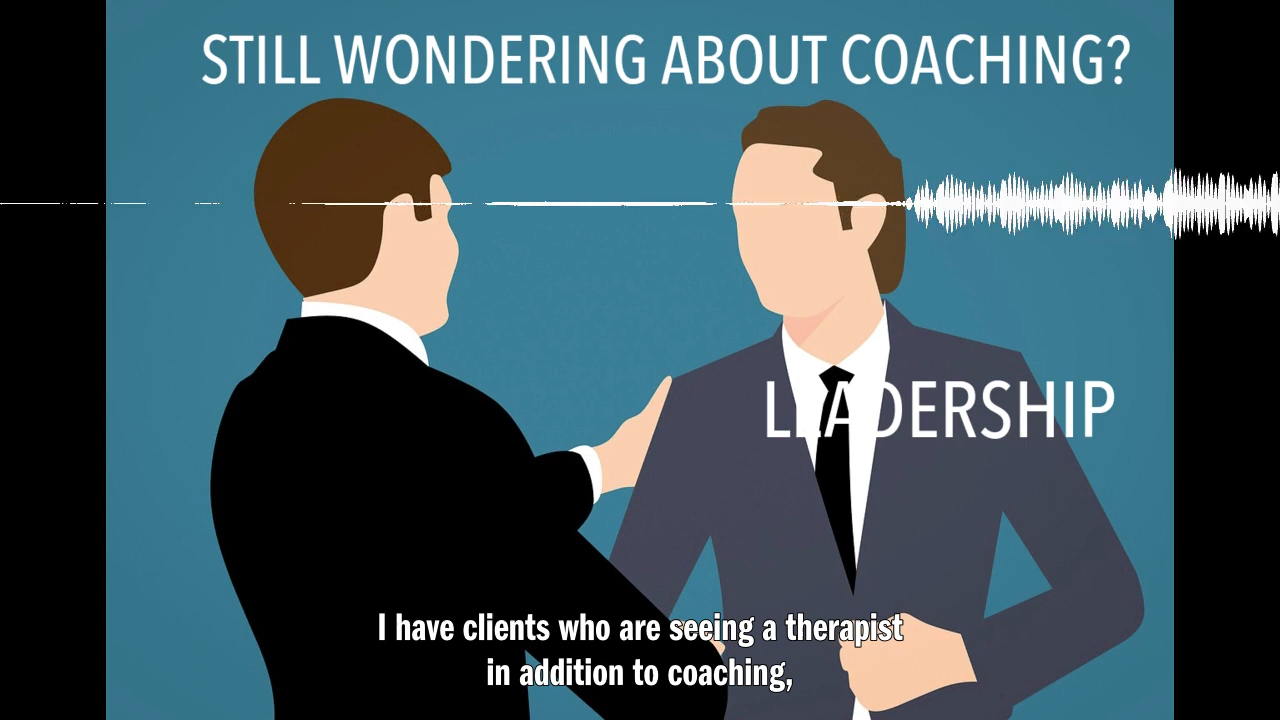 STILL WONDERING ABOUT COACHING?
LEADERSHIP
I have clients who are seeing a therapist
in addition to coaching,